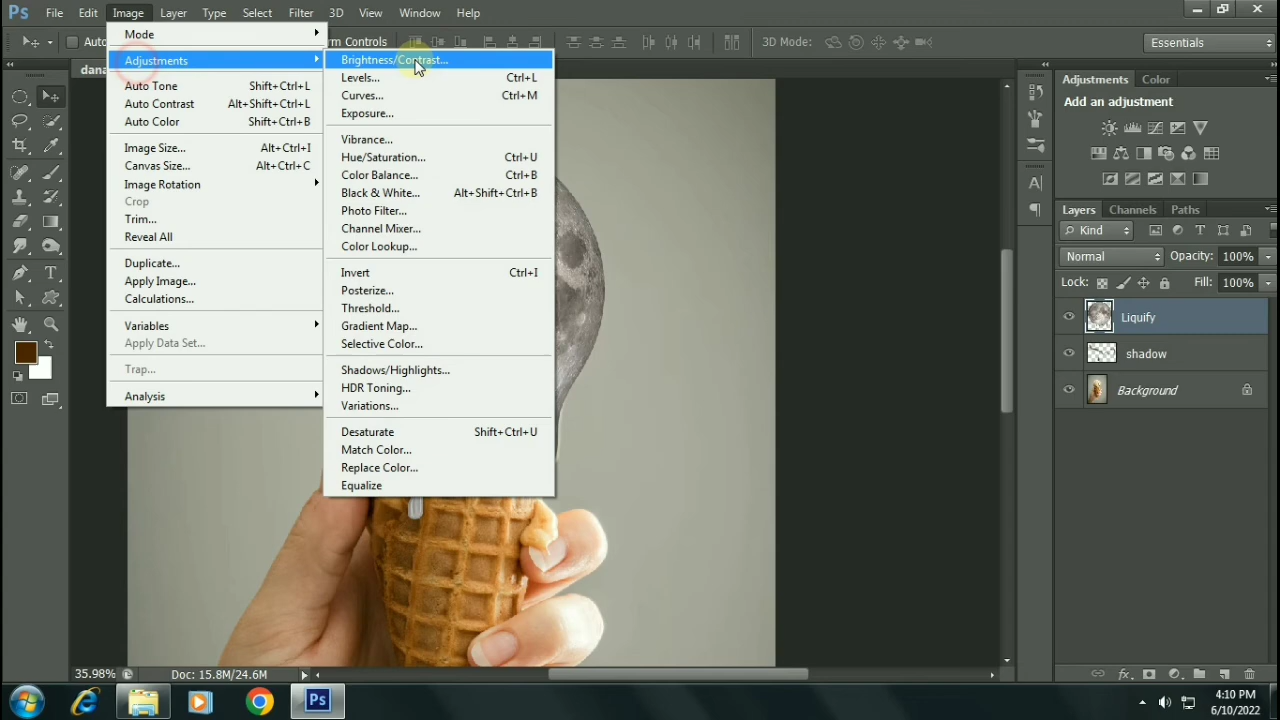 Ps File Edit Image Layer Type Select Filter 3D View Window Help
Auto rm Controls 3D Mode: Essentials
dana
Mode
Adjustments
Auto Tone Shift+Ctrl+L
Auto Contrast Alt+Shift+Ctrl+L
Auto Color Shift+Ctrl+B
Image Size... Alt+Ctrl+I
Canvas Size... Alt+Ctrl+C
Image Rotation
Crop
Trim...
Reveal All
Duplicate...
Apply Image...
Calculations...
Variables
Apply Data Set...
Trap...
Analysis
Brightness/Contrast...
Levels... Ctrl+L
Curves... Ctrl+M
Exposure...
Vibrance...
Hue/Saturation... Ctrl+U
Color Balance... Ctrl+B
Black & White... Alt+Shift+Ctrl+B
Photo Filter...
Channel Mixer...
Color Lookup...
Invert Ctrl+I
Posterize...
Threshold...
Gradient Map...
Selective Color...
Shadows/Highlights...
HDR Toning...
Variations...
Desaturate Shift+Ctrl+U
Match Color...
Replace Color...
Equalize
Adjustments Color
Add an adjustment
Layers Channels Paths
Kind
Normal Opacity: 100%
Lock: Fill: 100%
Liquify
shadow
Background
35.98% Doc: 15.8M/24.6M
Ps
4:10 PM
6/10/2022